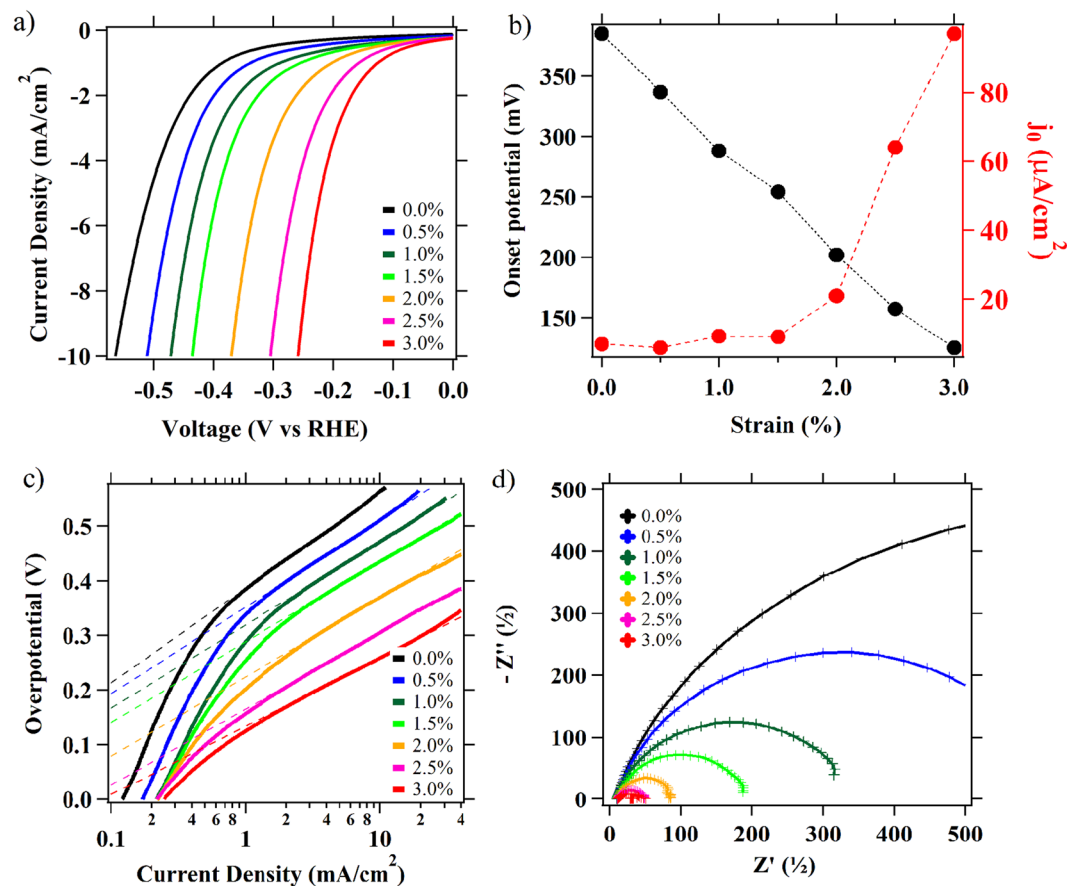 a)
0
-2
-4
-6
-8
-10
Current Density (mA/cm²)
0.0%
0.5%
1.0%
1.5%
2.0%
2.5%
3.0%
-0.5 -0.4 -0.3 -0.2 -0.1 0.0
Voltage (V vs RHE)
b)
350
300
250
200
150
Onset potential (mV)
80
60
40
20
j₀ (µA/cm²)
0.0 1.0 2.0 3.0
Strain (%)
c)
0.5
0.4
0.3
0.2
0.1
0.0
Overpotential (V)
0.0%
0.5%
1.0%
1.5%
2.0%
2.5%
3.0%
0.1 2 4 6 8 1 2 4 6 8 10 2 4
Current Density (mA/cm²)
d)
500
400
300
200
100
0
- Z'' (½)
0.0%
0.5%
1.0%
1.5%
2.0%
2.5%
3.0%
0 100 200 300 400 500
Z' (½)